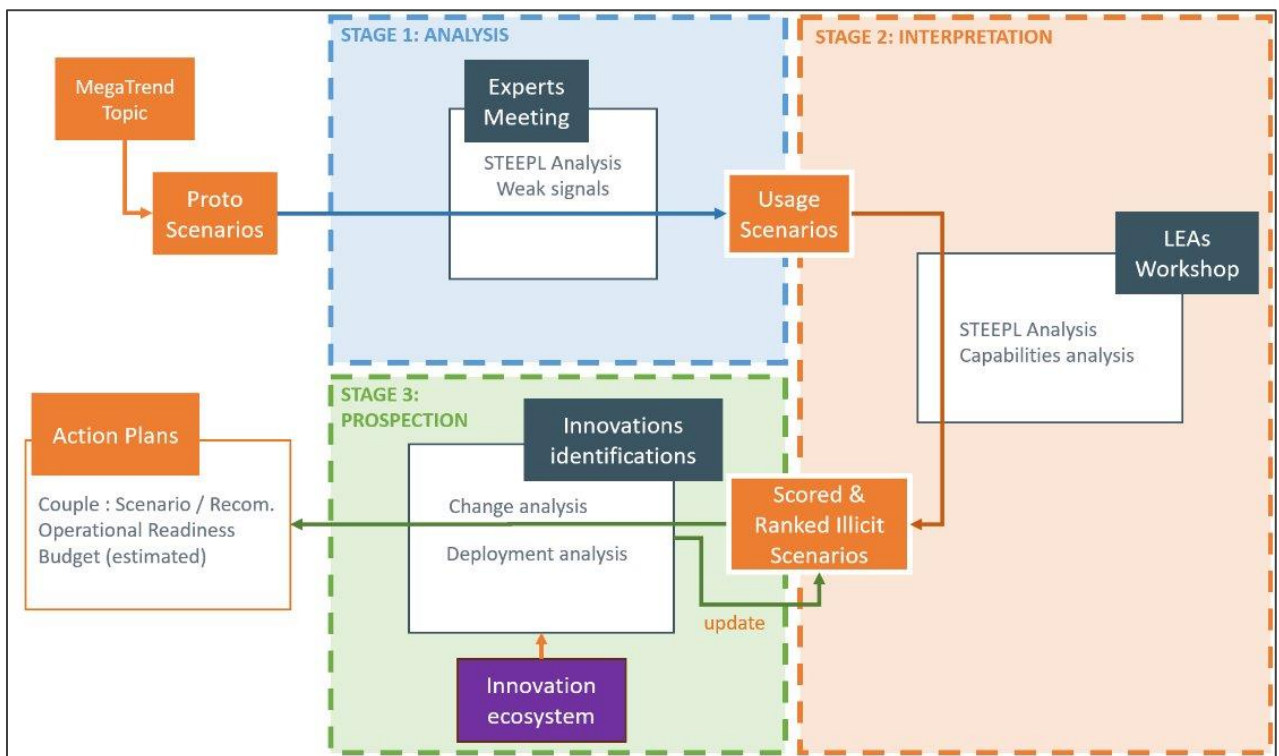 STAGE 1: ANALYSIS
STAGE 2: INTERPRETATION
MegaTrend
Topic
Experts
Meeting
STEEPL Analysis
Weak signals
Proto
Scenarios
Usage
Scenarios
LEAs
Workshop
STEEPL Analysis
Capabilities analysis
STAGE 3:
PROSPECTION
Innovations
identifications
Action Plans
Couple : Scenario / Recom.
Operational Readiness
Budget (estimated)
Change analysis
Deployment analysis
Scored &
Ranked Illicit
Scenarios
update
Innovation
ecosystem